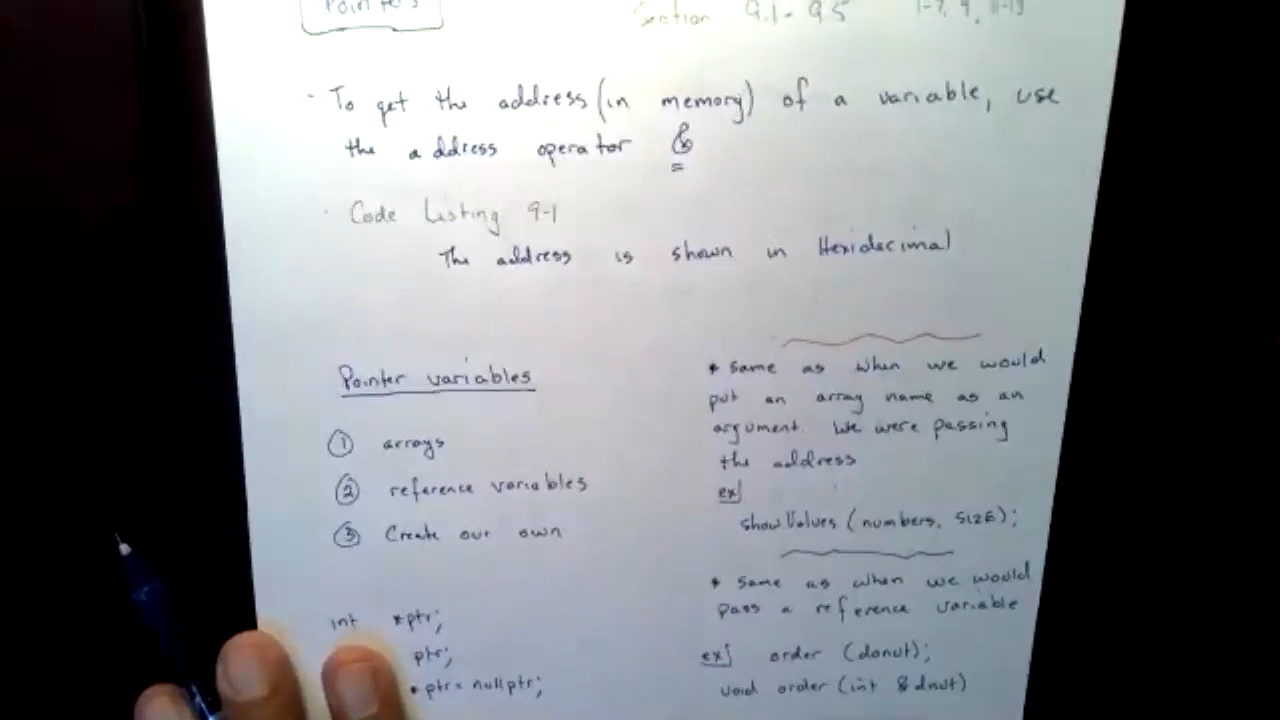 Pointers
Section 9.1 - 9.5
- To get the address (in memory) of a variable, use
the address operator &
Code Listing 9-1
The address is shown in Hexidecimal
Pointer variables
① arrays
② reference variables
③ Create our own
int *ptr;
ptr;
*ptr = nullptr;
* Same as when we would
put an array name as an
argument. We were passing
the address
ex]
showValues (numbers, SIZE);
* Same as when we would
pass a reference variable
ex] order (donut);
void order (int &dnut)